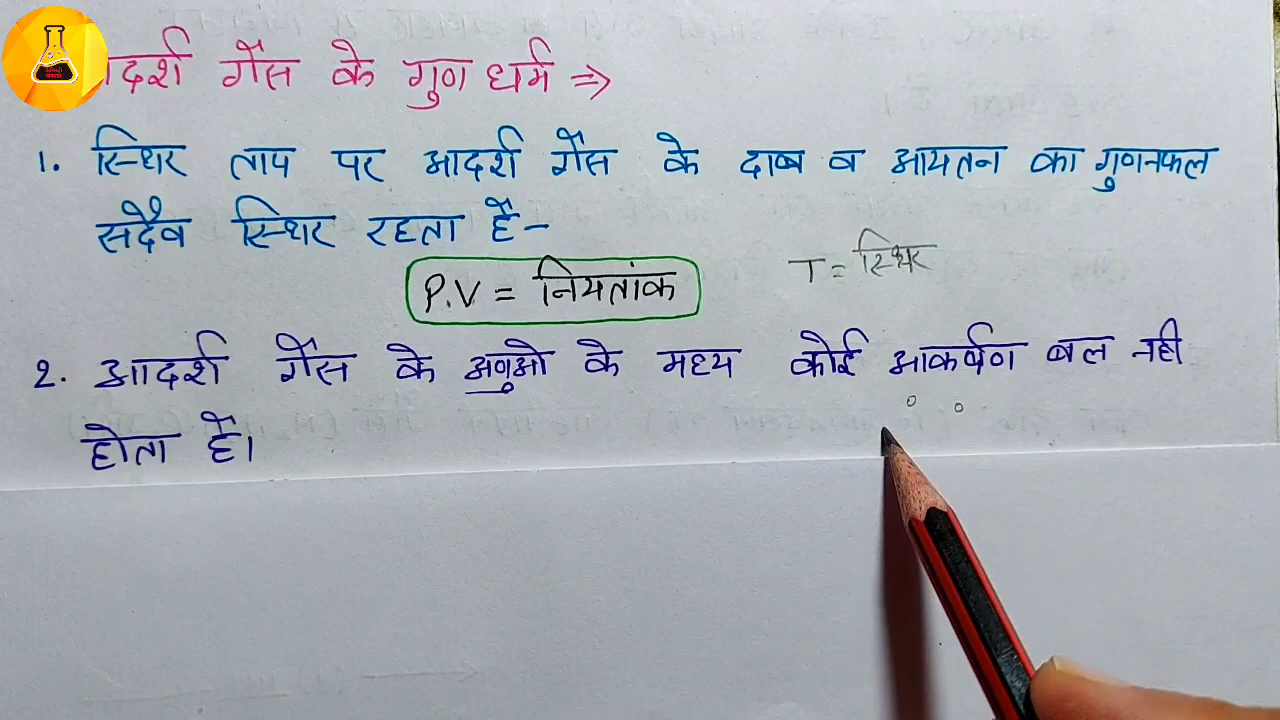 आदर्श गैस के गुण धर्म ⇒
1. स्थिर ताप पर आदर्श गैस के दाब व आयतन का गुणनफल
सदैव स्थिर रहता है-
P.V = नियतांक
T = स्थिर
2. आदर्श गैस के अणुओ के मध्य कोई आकर्षण बल नही
होता है।